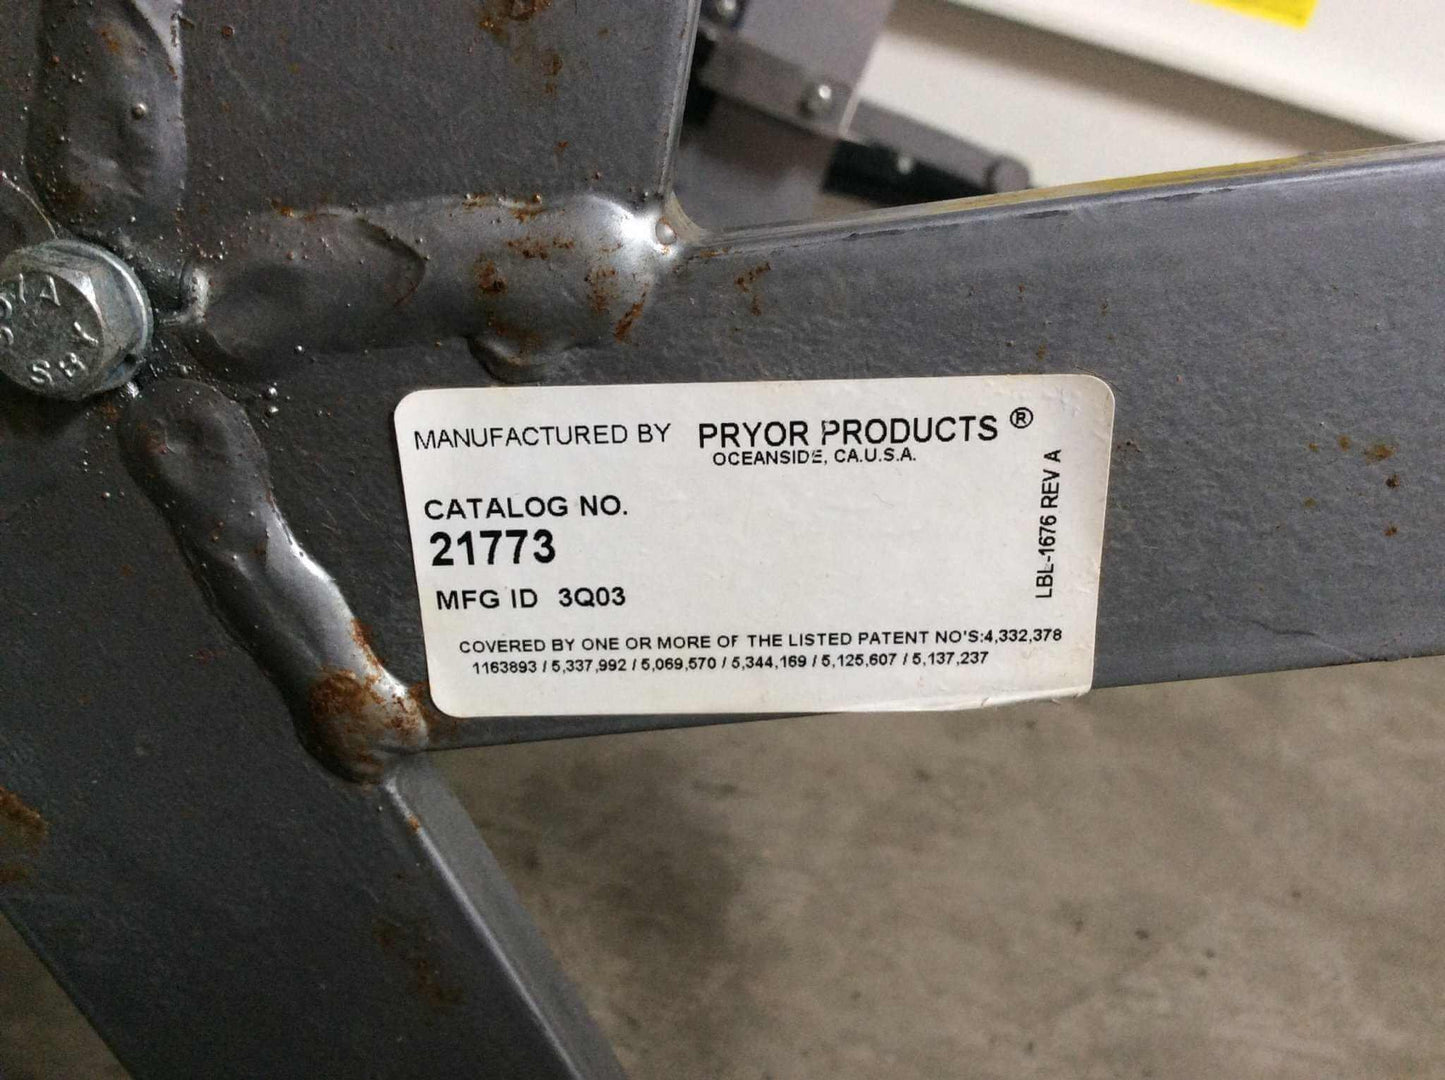 MANUFACTURED BY PRYOR PRODUCTS ®
OCEANSIDE, CA.U.S.A.
CATALOG NO.
21773
MFG ID 3Q03
COVERED BY ONE OR MORE OF THE LISTED PATENT NO'S:4,332,378
1163893 / 5,337,992 / 5,069,570 / 5,344,169 / 5,125,607 / 5,137,237
LBL-1676 REV A